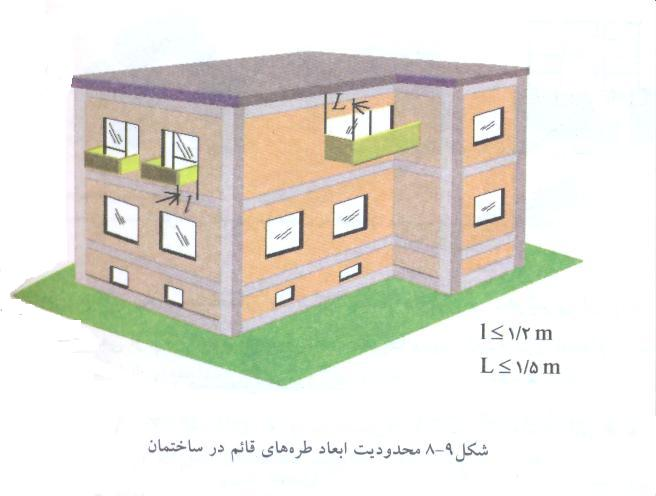 L
l
l ≤ ۱/۲ m
L ≤ ۱/۵ m
شکل ۹-۸ محدودیت ابعاد طره‌های قائم در ساختمان